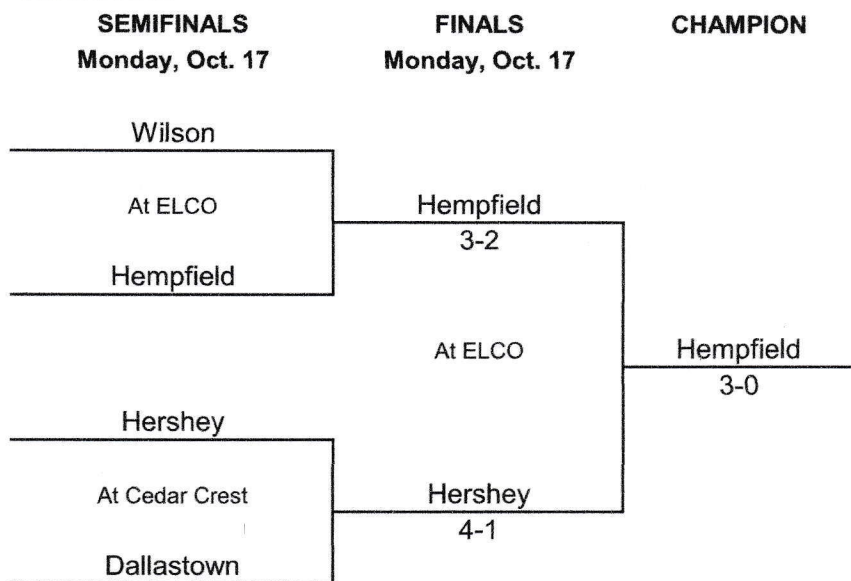 SEMIFINALS
Monday, Oct. 17
FINALS
Monday, Oct. 17
CHAMPION
Wilson
At ELCO
Hempfield
Hempfield
3-2
At ELCO
Hempfield
3-0
Hershey
At Cedar Crest
Dallastown
Hershey
4-1